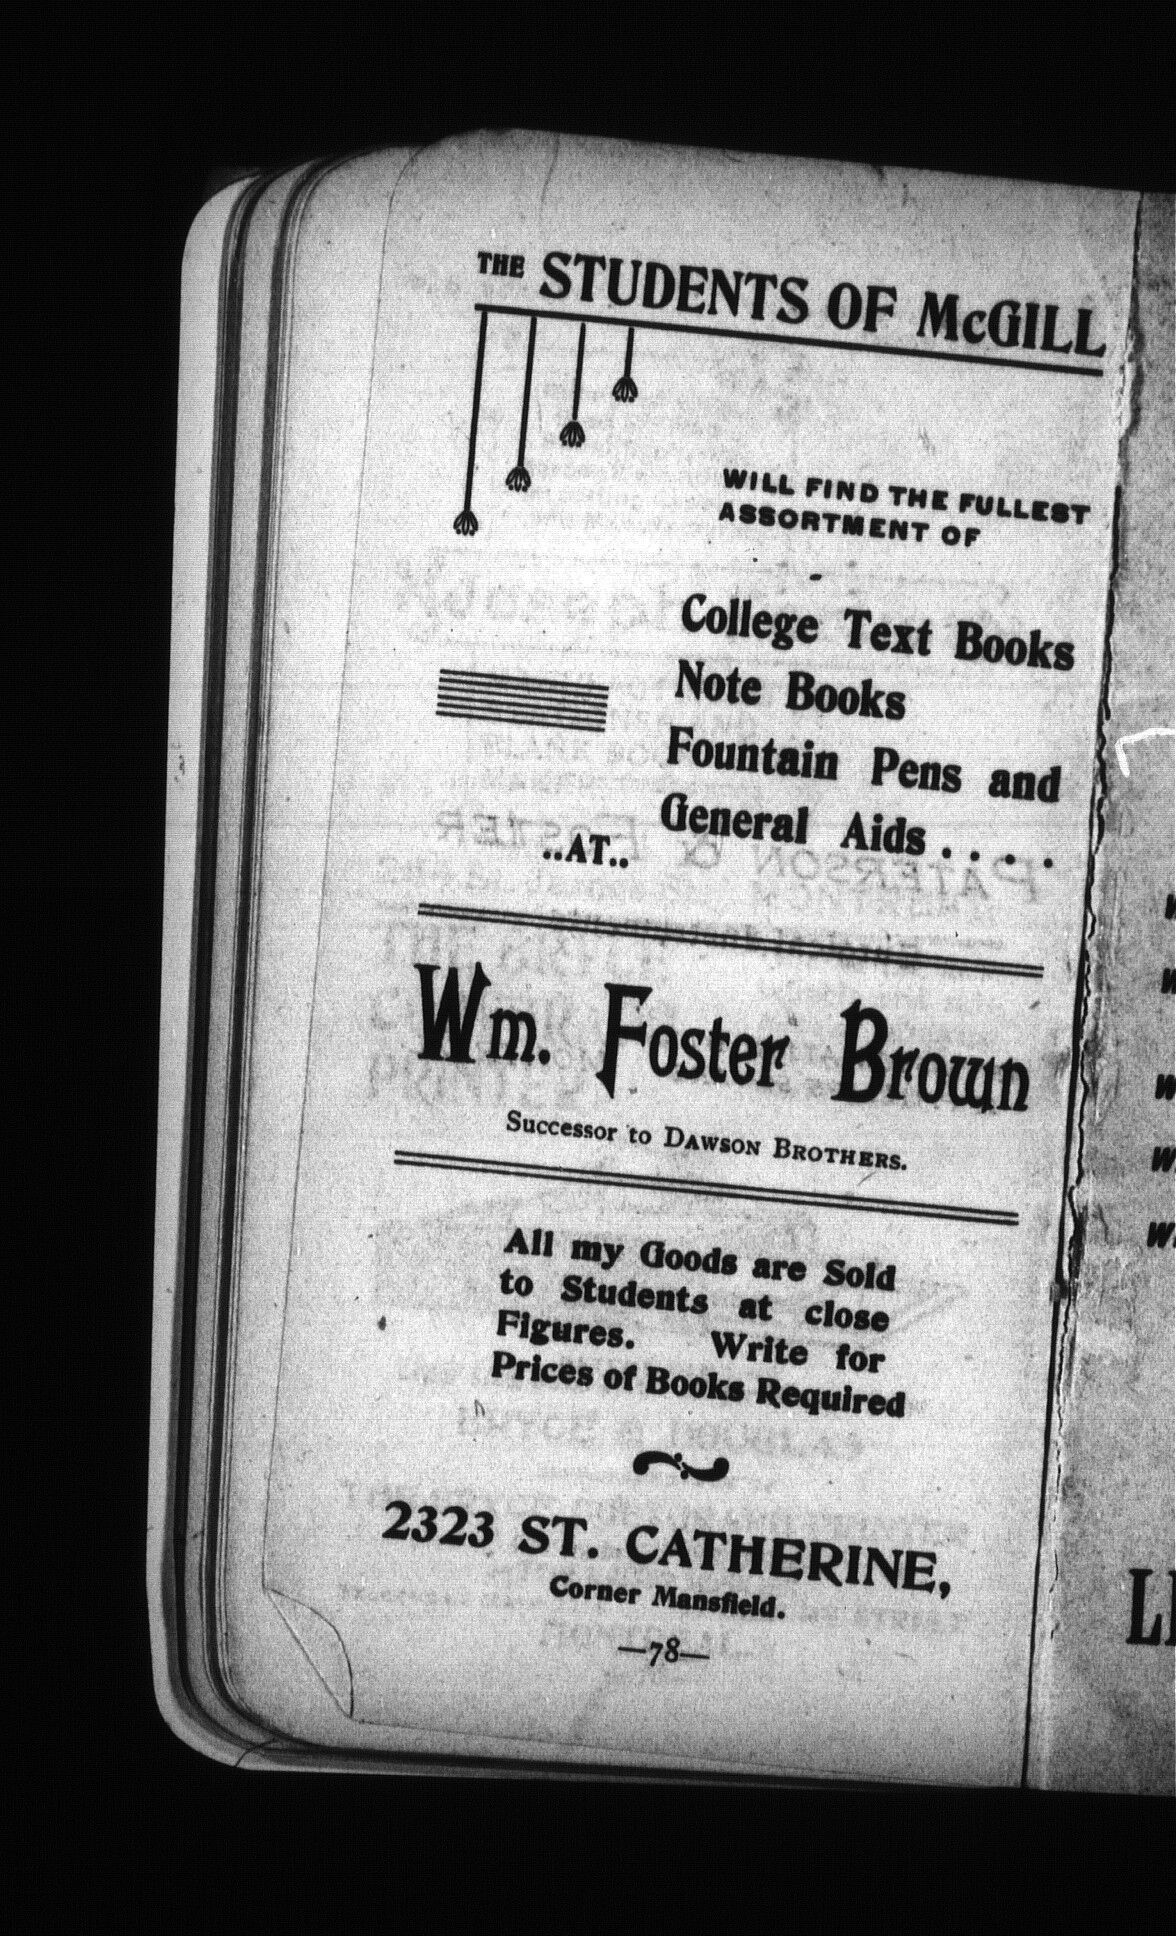 THE STUDENTS OF McGILL
WILL FIND THE FULLEST
ASSORTMENT OF
College Text Books
Note Books
Fountain Pens and
General Aids . . . .
..AT..
Wm. Foster Brown
Successor to DAWSON BROTHERS.
All my Goods are Sold
to Students at close
Figures. Write for
Prices of Books Required
2323 ST. CATHERINE,
Corner Mansfield.
—78—